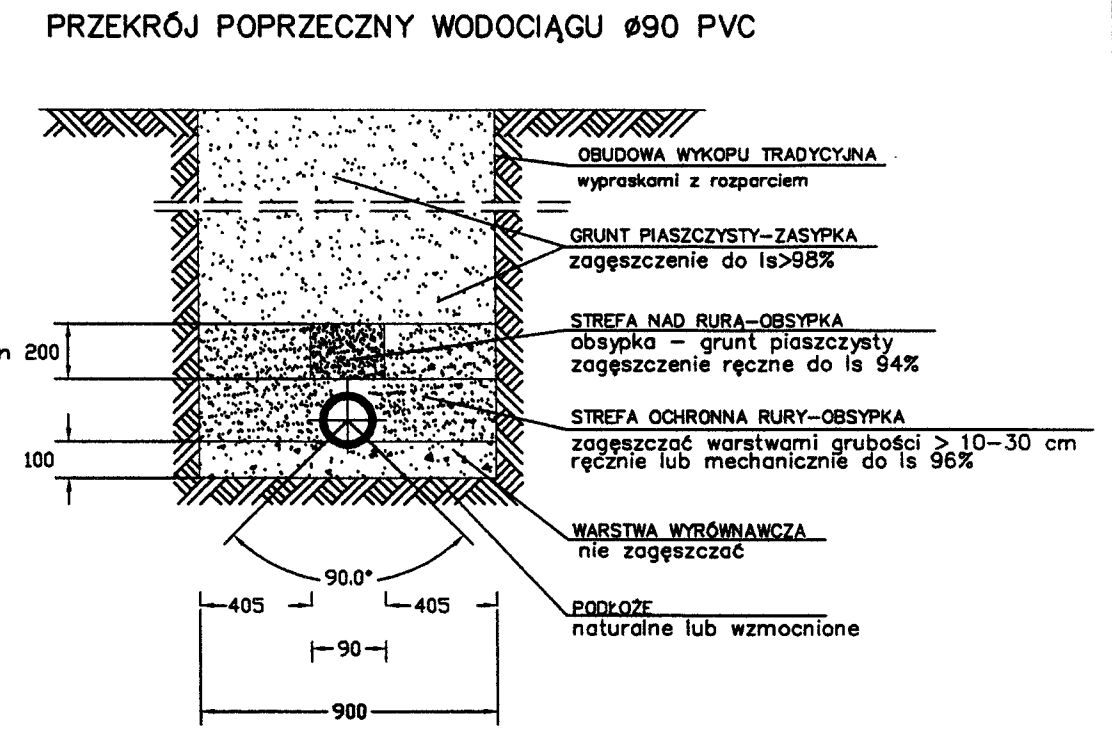 PRZEKRÓJ POPRZECZNY WODOCIĄGU ø90 PVC
OBUDOWA WYKOPU TRADYCYJNA
wypraskami z rozparciem
GRUNT PIASZCZYSTY-ZASYPKA
zagęszczenie do Is>98%
STREFA NAD RURĄ-OBSYPKA
obsypka – grunt piaszczysty
zagęszczenie ręczne do Is 94%
n 200
STREFA OCHRONNA RURY-OBSYPKA
zagęszczać warstwami grubości > 10-30 cm
ręcznie lub mechanicznie do Is 96%
100
WARSTWA WYRÓWNAWCZA
nie zagęszczać
90.0°
405
405
PODŁOŻE
naturalne lub wzmocnione
90
900